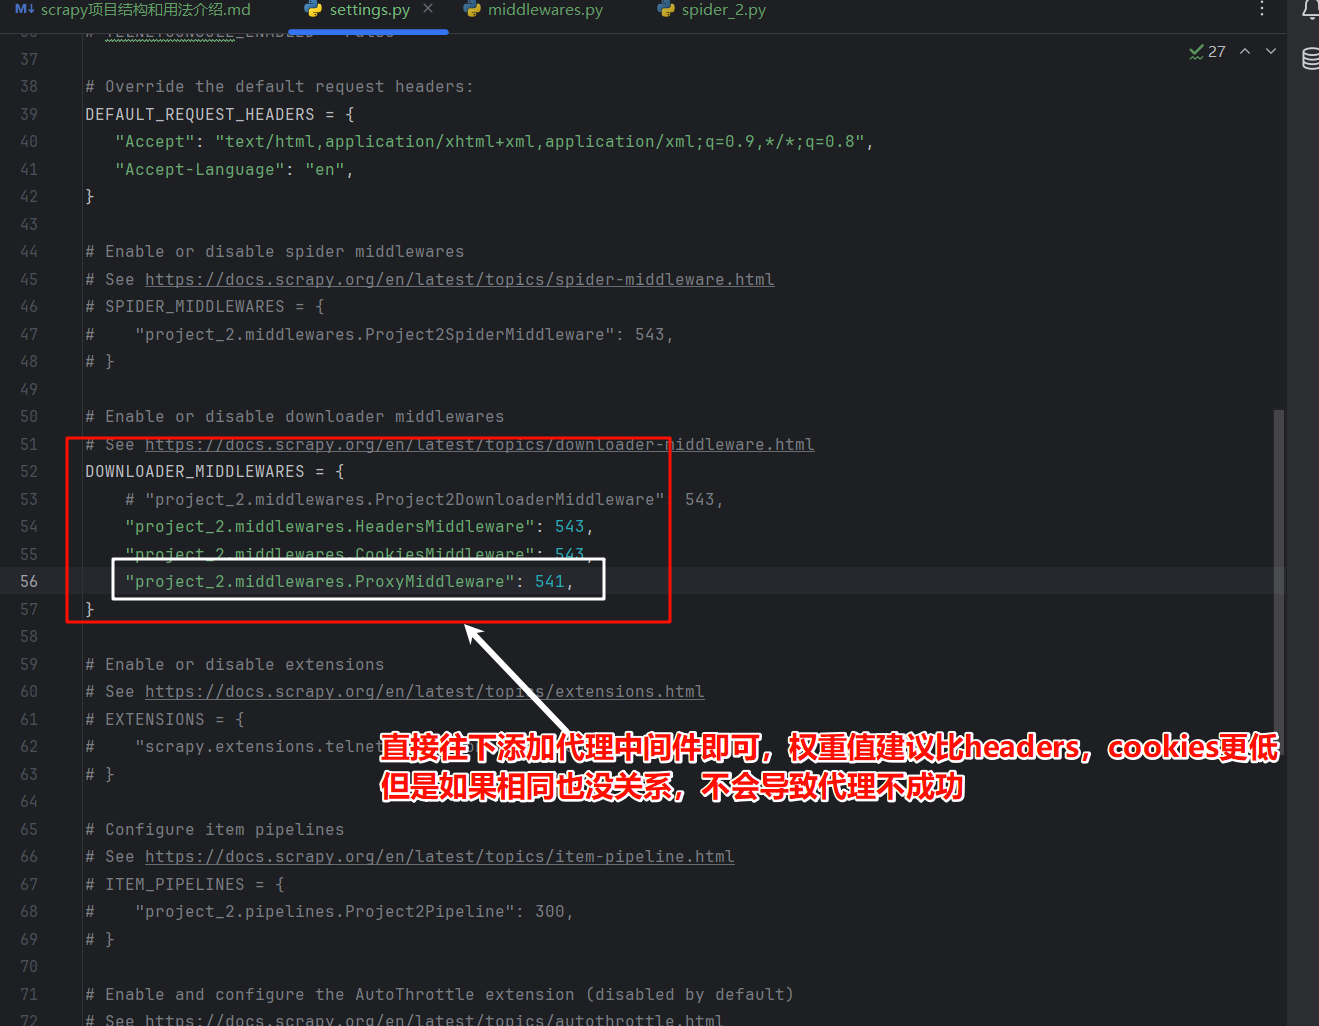 scrapy项目结构和用法介绍.md settings.py middlewares.py spider_2.py
27
37
38 # Override the default request headers:
39 DEFAULT_REQUEST_HEADERS = {
40 "Accept": "text/html,application/xhtml+xml,application/xml;q=0.9,*/*;q=0.8",
41 "Accept-Language": "en",
42 }
43
44 # Enable or disable spider middlewares
45 # See https://docs.scrapy.org/en/latest/topics/spider-middleware.html
46 # SPIDER_MIDDLEWARES = {
47 # "project_2.middlewares.Project2SpiderMiddleware": 543,
48 # }
49
50 # Enable or disable downloader middlewares
51 # See https://docs.scrapy.org/en/latest/topics/downloader-middleware.html
52 DOWNLOADER_MIDDLEWARES = {
53 # "project_2.middlewares.Project2DownloaderMiddleware" 543,
54 "project_2.middlewares.HeadersMiddleware": 543,
55 "project_2.middlewares.CookiesMiddleware": 543,
56 "project_2.middlewares.ProxyMiddleware": 541,
57 }
58
59 # Enable or disable extensions
60 # See https://docs.scrapy.org/en/latest/topics/extensions.html
61 # EXTENSIONS = {
62 # "scrapy.extensions.telnet
直接往下添加代理中间件即可，权重值建议比headers，cookies更低
63 # }
但是如果相同也没关系，不会导致代理不成功
64
65 # Configure item pipelines
66 # See https://docs.scrapy.org/en/latest/topics/item-pipeline.html
67 # ITEM_PIPELINES = {
68 # "project_2.pipelines.Project2Pipeline": 300,
69 # }
70
71 # Enable and configure the AutoThrottle extension (disabled by default)
72 # See https://docs.scrapy.org/en/latest/topics/autothrottle.html